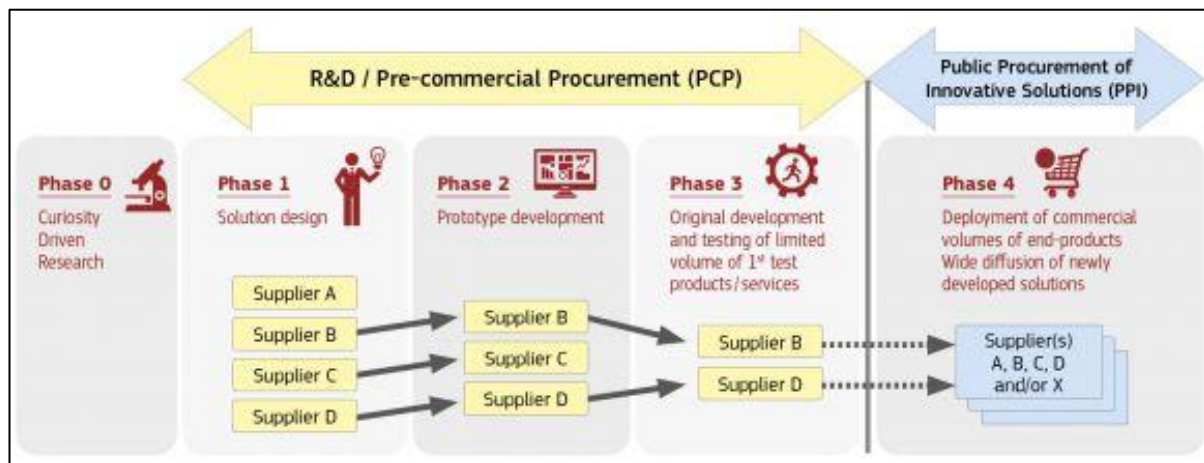 R&D / Pre-commercial Procurement (PCP)
Public Procurement of
Innovative Solutions (PPI)
Phase 0
Curiosity
Driven
Research
Phase 1
Solution design
Supplier A
Supplier B
Supplier C
Supplier D
Phase 2
Prototype development
Supplier B
Supplier C
Supplier D
Phase 3
Original development
and testing of limited
volume of 1st test
products/services
Supplier B
Supplier D
Phase 4
Deployment of commercial
volumes of end-products
Wide diffusion of newly
developed solutions
Supplier(s)
A, B, C, D
and/or X